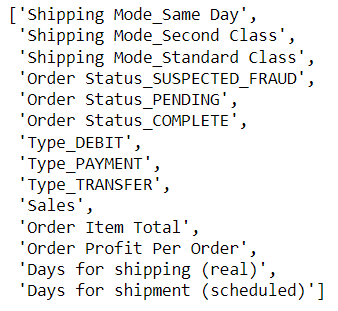 ['Shipping Mode_Same Day',
'Shipping Mode_Second Class',
'Shipping Mode_Standard Class',
'Order Status_SUSPECTED_FRAUD',
'Order Status_PENDING',
'Order Status_COMPLETE',
'Type_DEBIT',
'Type_PAYMENT',
'Type_TRANSFER',
'Sales',
'Order Item Total',
'Order Profit Per Order',
'Days for shipping (real)',
'Days for shipment (scheduled)']